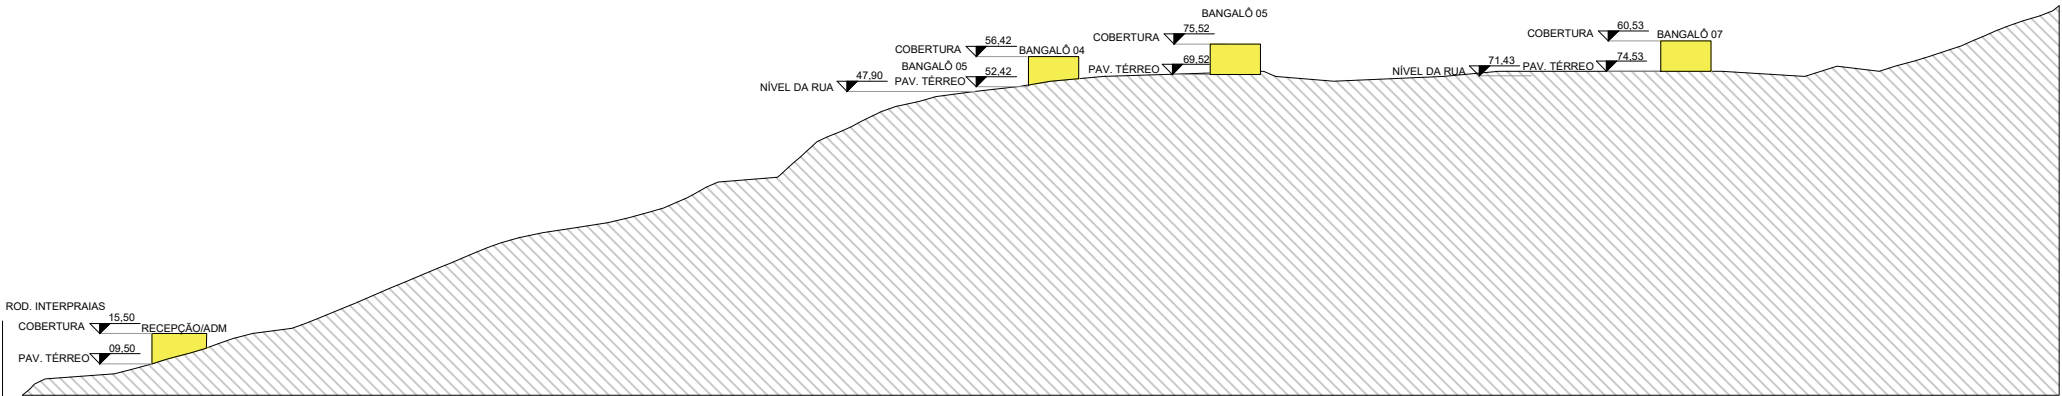 BANGALÔ 05
COBERTURA 75,52
PAV. TÉRREO 69,52
COBERTURA 60,53
BANGALÔ 07
NÍVEL DA RUA 71,43
PAV. TÉRREO 74,53
COBERTURA 56,42
BANGALÔ 04
BANGALÔ 05
PAV. TÉRREO 52,42
NÍVEL DA RUA 47,90
ROD. INTERPRAIAS
COBERTURA 15,50
RECEPÇÃO/ADM
PAV. TÉRREO 09,50